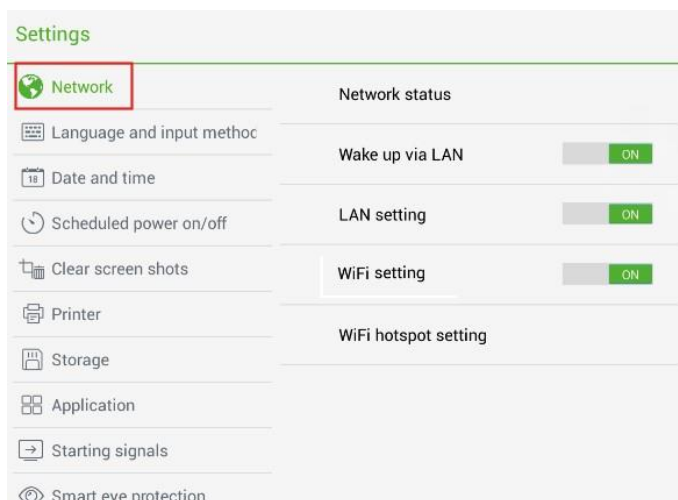 Settings
Network
Language and input methoc
18 Date and time
Scheduled power on/off
Clear screen shots
Printer
Storage
Application
Starting signals
Smart eye protection
Network status
Wake up via LAN ON
LAN setting ON
WiFi setting ON
WiFi hotspot setting